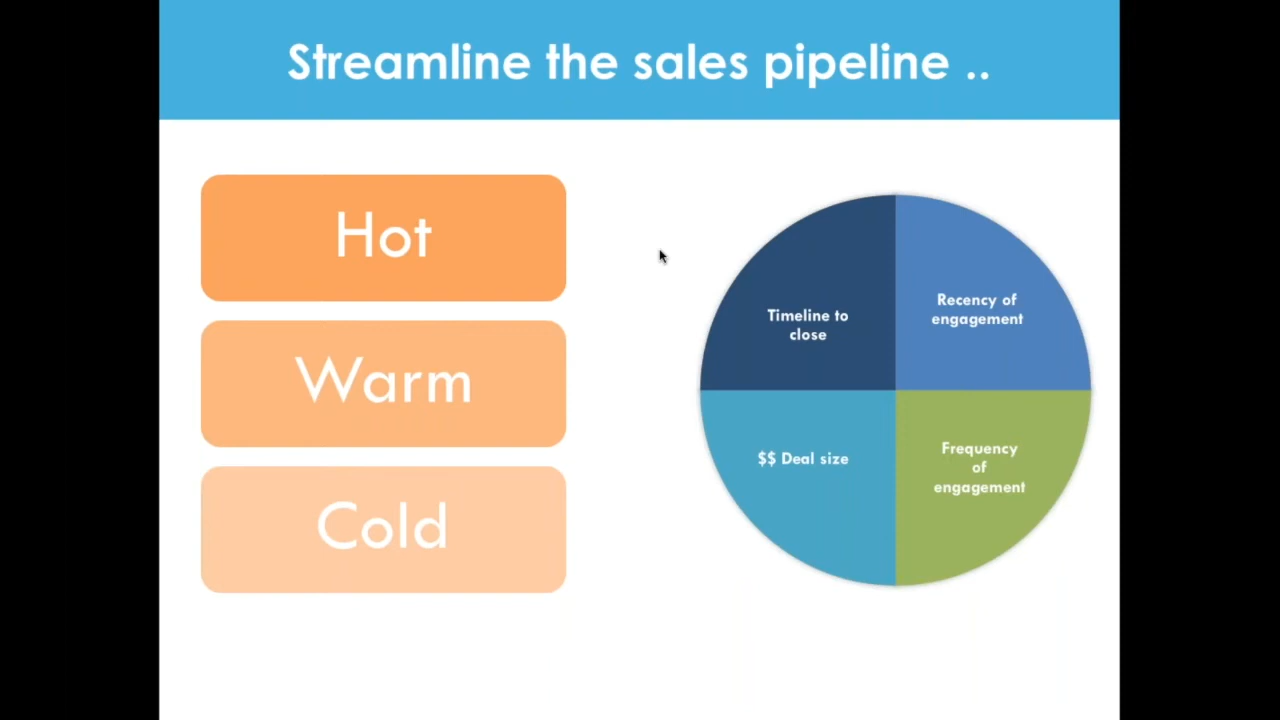 Streamline the sales pipeline ..
Hot
Warm
Cold
Timeline to
close
Recency of
engagement
$$ Deal size
Frequency
of
engagement